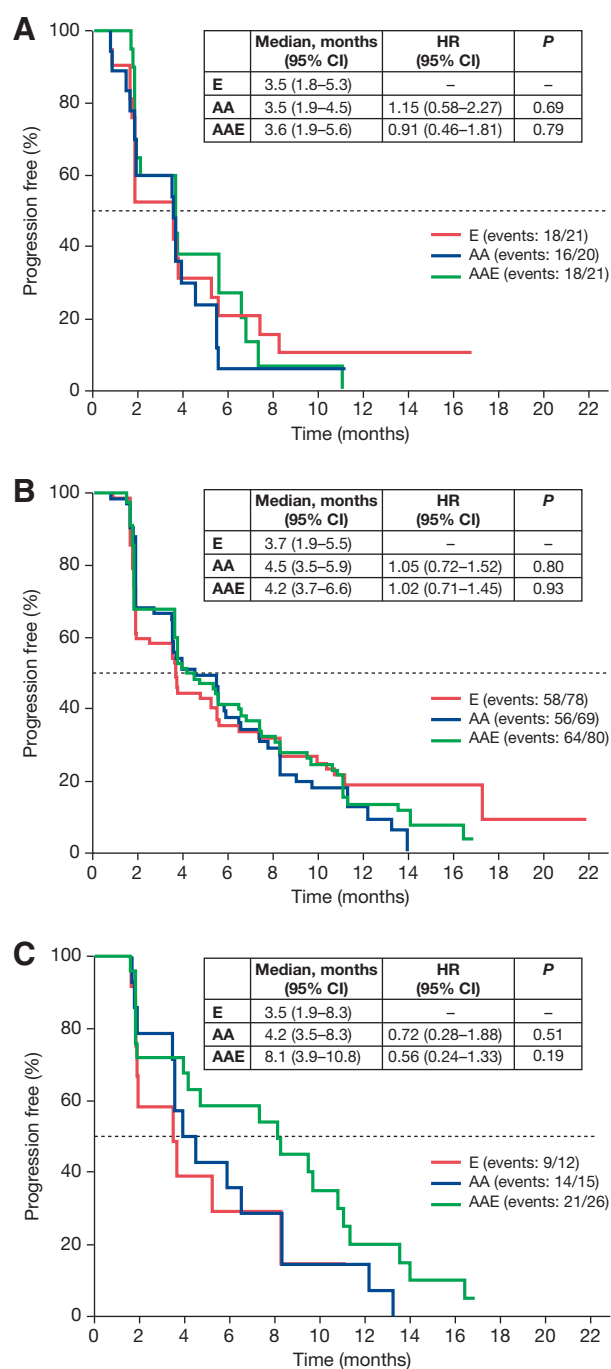 A
Median, months HR P
(95% CI) (95% CI)
E 3.5 (1.8–5.3) – –
AA 3.5 (1.9–4.5) 1.15 (0.58–2.27) 0.69
AAE 3.6 (1.9–5.6) 0.91 (0.46–1.81) 0.79
Progression free (%)
100
80
60
40
20
0
E (events: 18/21)
AA (events: 16/20)
AAE (events: 18/21)
0 2 4 6 8 10 12 14 16 18 20 22
Time (months)
B
Median, months HR P
(95% CI) (95% CI)
E 3.7 (1.9–5.5) – –
AA 4.5 (3.5–5.9) 1.05 (0.72–1.52) 0.80
AAE 4.2 (3.7–6.6) 1.02 (0.71–1.45) 0.93
Progression free (%)
100
80
60
40
20
0
E (events: 58/78)
AA (events: 56/69)
AAE (events: 64/80)
0 2 4 6 8 10 12 14 16 18 20 22
Time (months)
C
Median, months HR P
(95% CI) (95% CI)
E 3.5 (1.9–8.3) – –
AA 4.2 (3.5–8.3) 0.72 (0.28–1.88) 0.51
AAE 8.1 (3.9–10.8) 0.56 (0.24–1.33) 0.19
Progression free (%)
100
80
60
40
20
0
E (events: 9/12)
AA (events: 14/15)
AAE (events: 21/26)
0 2 4 6 8 10 12 14 16 18 20 22
Time (months)